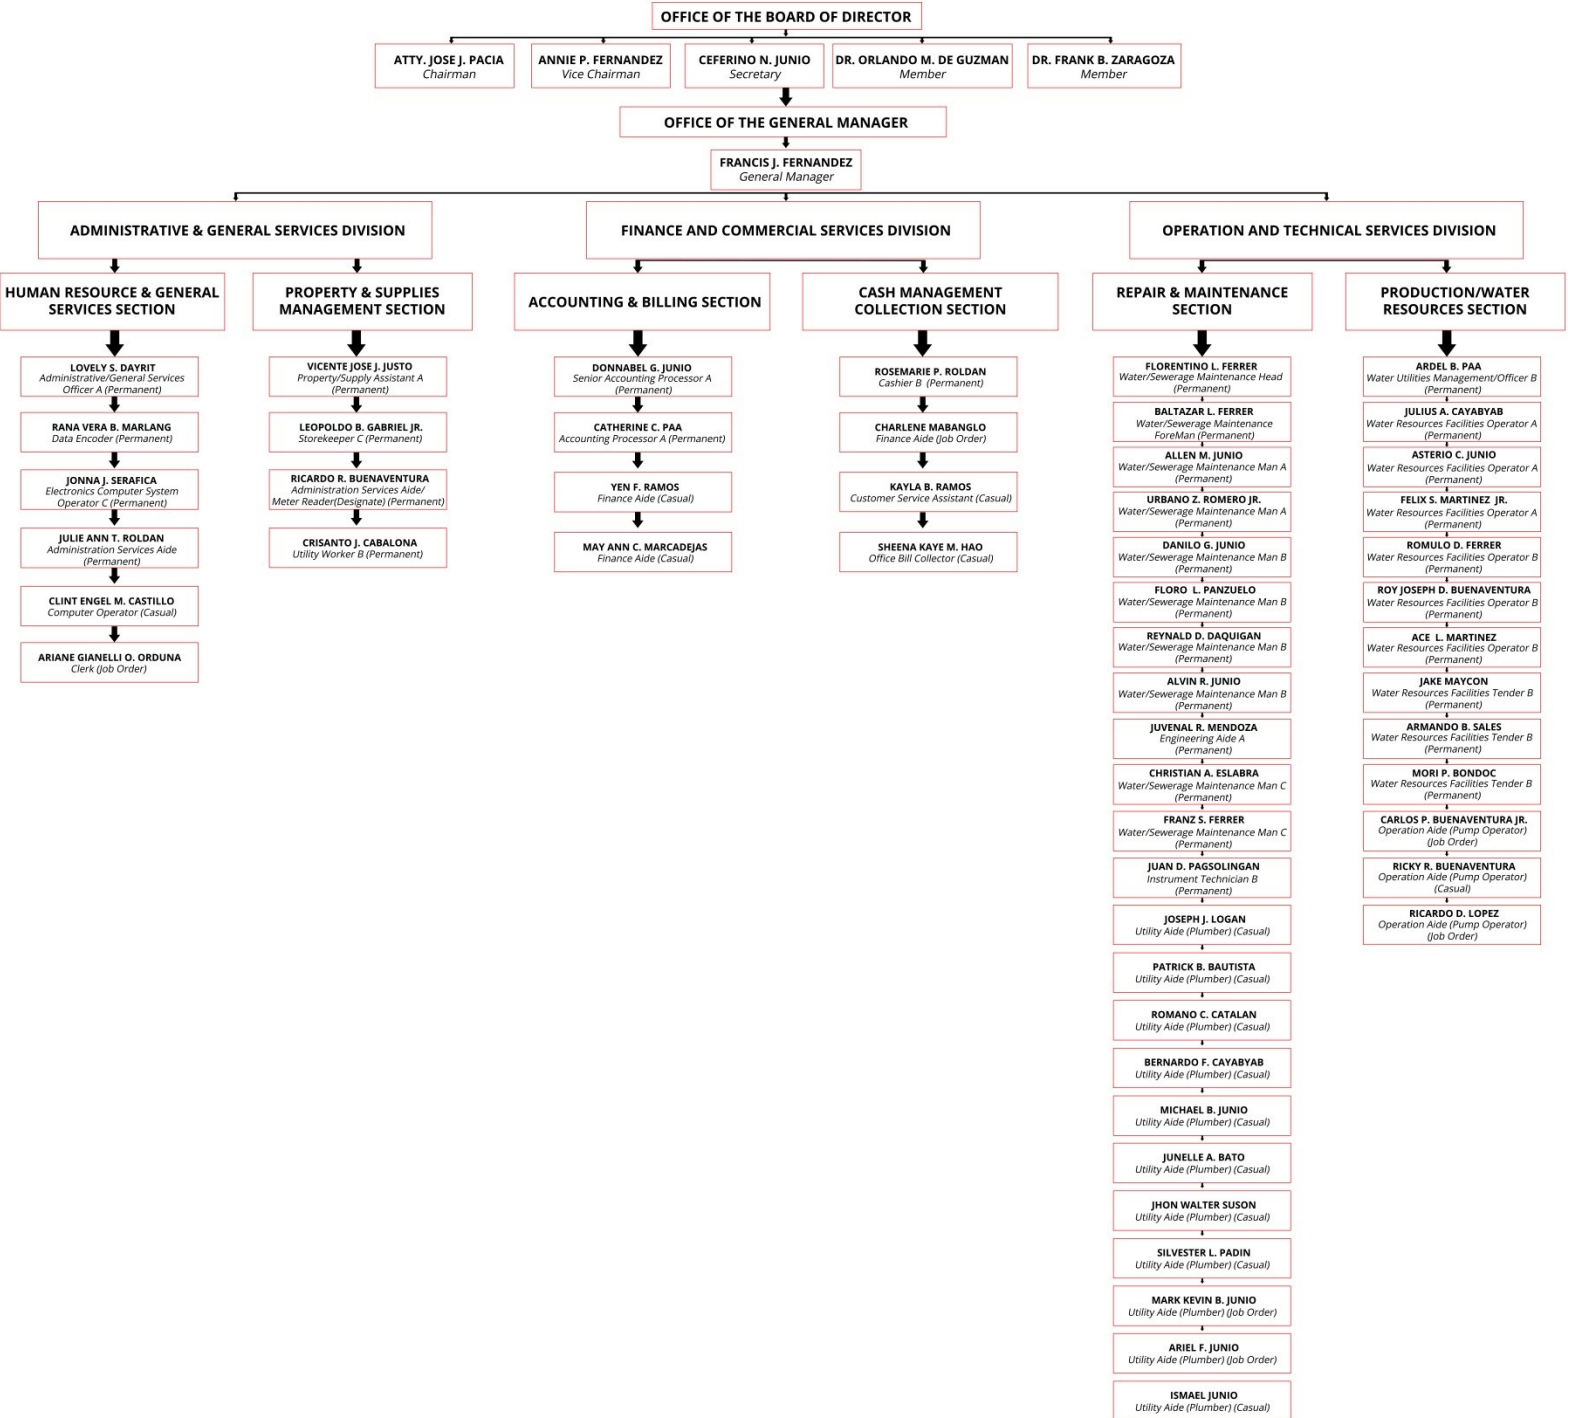 OFFICE OF THE BOARD OF DIRECTOR
ATTY. JOSE J. PACIA
Chairman
ANNIE P. FERNANDEZ
Vice Chairman
CEFERINO N. JUNIO
Secretary
DR. ORLANDO M. DE GUZMAN
Member
DR. FRANK B. ZARAGOZA
Member
OFFICE OF THE GENERAL MANAGER
FRANCIS J. FERNANDEZ
General Manager
ADMINISTRATIVE & GENERAL SERVICES DIVISION
HUMAN RESOURCE & GENERAL
SERVICES SECTION
LOVELY S. DAYRIT
Administrative/General Services
Officer A (Permanent)
RANA VERA B. MARLANG
Data Encoder (Permanent)
JONNA J. SERAFICA
Electronics Computer System
Operator C (Permanent)
JULIE ANN T. ROLDAN
Administration Services Aide
(Permanent)
CLINT ENGEL M. CASTILLO
Computer Operator (Casual)
ARIANE GIANELLI O. ORDUNA
Clerk (Job Order)
PROPERTY & SUPPLIES
MANAGEMENT SECTION
VICENTE JOSE J. JUSTO
Property/Supply Assistant A
(Permanent)
LEOPOLDO B. GABRIEL JR.
Storekeeper C (Permanent)
RICARDO R. BUENAVENTURA
Administration Services Aide/
Meter Reader(Designate) (Permanent)
CRISANTO J. CABALONA
Utility Worker B (Permanent)
FINANCE AND COMMERCIAL SERVICES DIVISION
ACCOUNTING & BILLING SECTION
DONNABEL G. JUNIO
Senior Accounting Processor A
(Permanent)
CATHERINE C. PAA
Accounting Processor A (Permanent)
YEN F. RAMOS
Finance Aide (Casual)
MAY ANN C. MARCADEJAS
Finance Aide (Casual)
CASH MANAGEMENT
COLLECTION SECTION
ROSEMARIE P. ROLDAN
Cashier B (Permanent)
CHARLENE MABANGLO
Finance Aide (Job Order)
KAYLA B. RAMOS
Customer Service Assistant (Casual)
SHEENA KAYE M. HAO
Office Bill Collector (Casual)
OPERATION AND TECHNICAL SERVICES DIVISION
REPAIR & MAINTENANCE
SECTION
FLORENTINO L. FERRER
Water/Sewerage Maintenance Head
(Permanent)
BALTAZAR L. FERRER
Water/Sewerage Maintenance
ForeMan (Permanent)
ALLEN M. JUNIO
Water/Sewerage Maintenance Man A
(Permanent)
URBANO Z. ROMERO JR.
Water/Sewerage Maintenance Man A
(Permanent)
DANILO G. JUNIO
Water/Sewerage Maintenance Man B
(Permanent)
FLORO L. PANZUELO
Water/Sewerage Maintenance Man B
(Permanent)
REYNALD D. DAQUIGAN
Water/Sewerage Maintenance Man B
(Permanent)
ALVIN R. JUNIO
Water/Sewerage Maintenance Man B
(Permanent)
JUVENAL R. MENDOZA
Engineering Aide A
(Permanent)
CHRISTIAN A. ESLABRA
Water/Sewerage Maintenance Man C
(Permanent)
FRANZ S. FERRER
Water/Sewerage Maintenance Man C
(Permanent)
JUAN D. PAGSOLINGAN
Instrument Technician B
(Permanent)
JOSEPH J. LOGAN
Utility Aide (Plumber) (Casual)
PATRICK B. BAUTISTA
Utility Aide (Plumber) (Casual)
ROMANO C. CATALAN
Utility Aide (Plumber) (Casual)
BERNARDO F. CAYABYAB
Utility Aide (Plumber) (Casual)
MICHAEL B. JUNIO
Utility Aide (Plumber) (Casual)
JUNELLE A. BATO
Utility Aide (Plumber) (Casual)
JHON WALTER SUSON
Utility Aide (Plumber) (Casual)
SILVESTER L. PADIN
Utility Aide (Plumber) (Casual)
MARK KEVIN B. JUNIO
Utility Aide (Plumber) (Job Order)
ARIEL F. JUNIO
Utility Aide (Plumber) (Job Order)
ISMAEL JUNIO
Utility Aide (Plumber) (Casual)
PRODUCTION/WATER
RESOURCES SECTION
ARDEL B. PAA
Water Utilities Management/Officer B
(Permanent)
JULIUS A. CAYABYAB
Water Resources Facilities Operator A
(Permanent)
ASTERIO C. JUNIO
Water Resources Facilities Operator A
(Permanent)
FELIX S. MARTINEZ JR.
Water Resources Facilities Operator A
(Permanent)
ROMULO D. FERRER
Water Resources Facilities Operator B
(Permanent)
ROY JOSEPH D. BUENAVENTURA
Water Resources Facilities Operator B
(Permanent)
ACE L. MARTINEZ
Water Resources Facilities Operator B
(Permanent)
JAKE MAYCON
Water Resources Facilities Tender B
(Permanent)
ARMANDO B. SALES
Water Resources Facilities Tender B
(Permanent)
MORI P. BONDOC
Water Resources Facilities Tender B
(Permanent)
CARLOS P. BUENAVENTURA JR.
Operation Aide (Pump Operator)
(Job Order)
RICKY R. BUENAVENTURA
Operation Aide (Pump Operator)
(Casual)
RICARDO D. LOPEZ
Operation Aide (Pump Operator)
(Job Order)